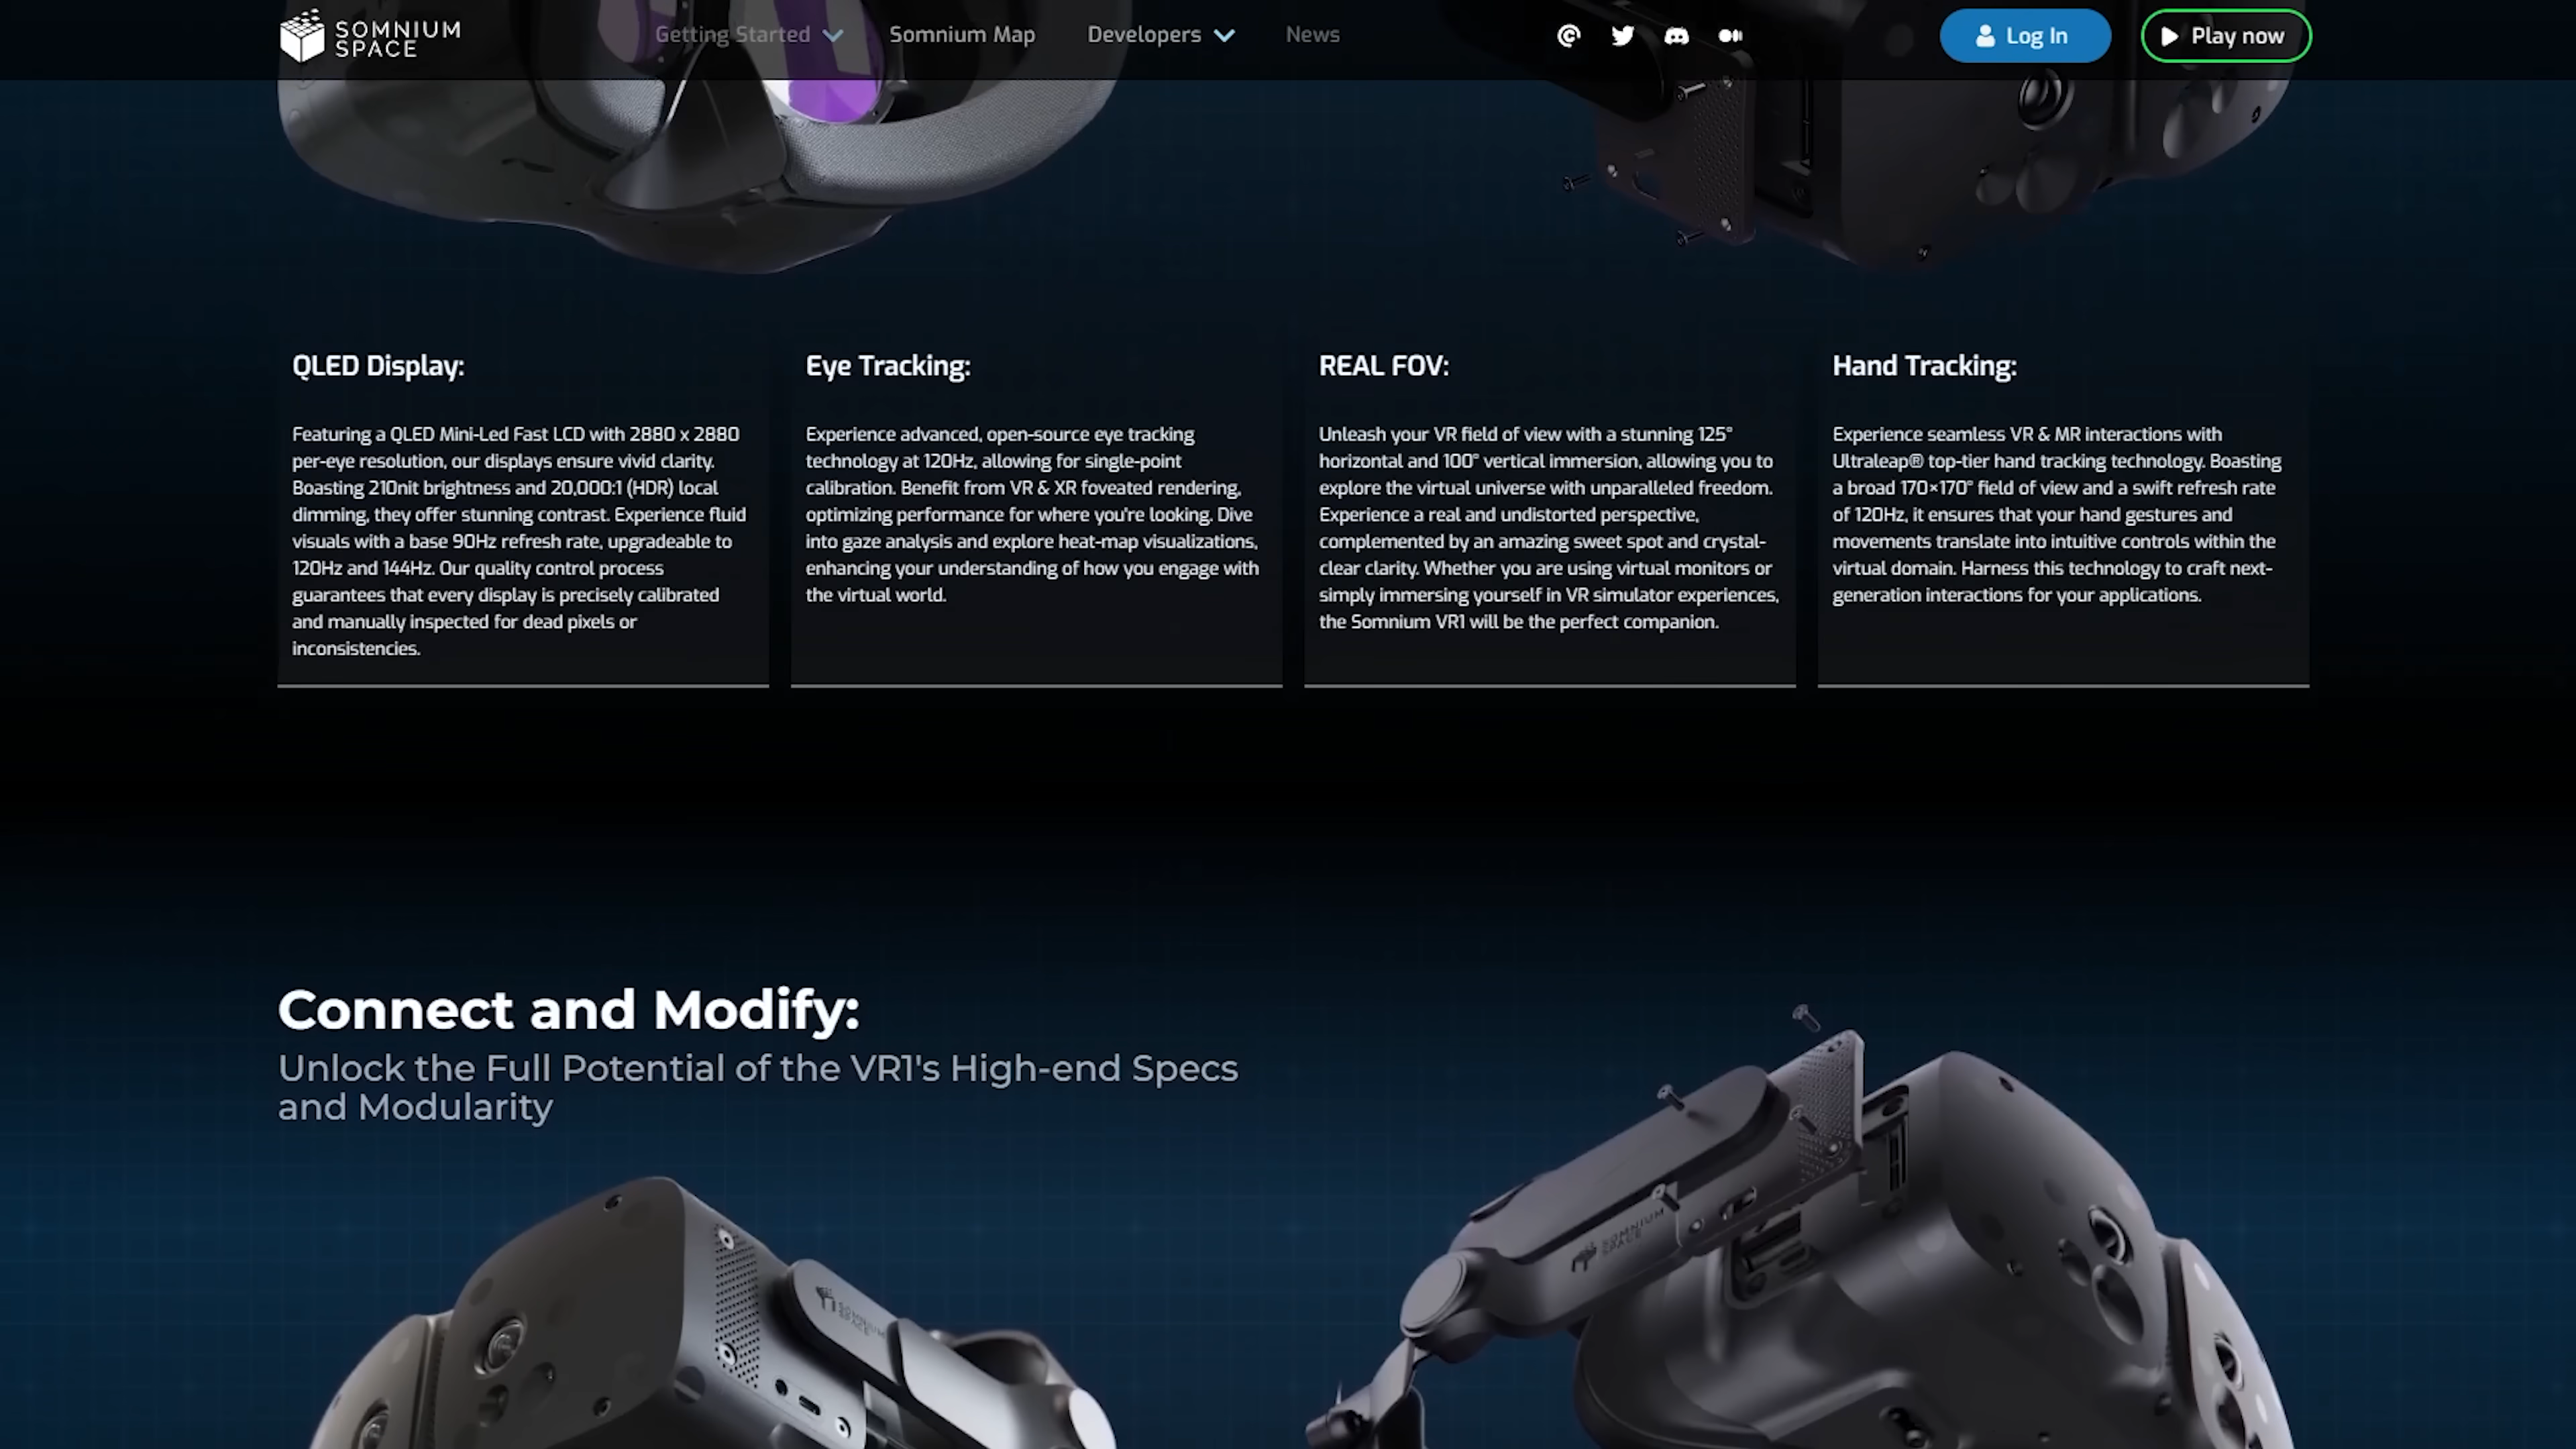 SOMNIUM
SPACE
Getting Started
Somnium Map
Developers
News
Log In
Play now
QLED Display:
Featuring a QLED Mini-Led Fast LCD with 2880 x 2880
per-eye resolution, our displays ensure vivid clarity.
Boasting 210nit brightness and 20,000:1 (HDR) local
dimming, they offer stunning contrast. Experience fluid
visuals with a base 90Hz refresh rate, upgradeable to
120Hz and 144Hz. Our quality control process
guarantees that every display is precisely calibrated
and manually inspected for dead pixels or
inconsistencies.
Eye Tracking:
Experience advanced, open-source eye tracking
technology at 120Hz, allowing for single-point
calibration. Benefit from VR & XR foveated rendering,
optimizing performance for where you're looking. Dive
into gaze analysis and explore heat-map visualizations,
enhancing your understanding of how you engage with
the virtual world.
REAL FOV:
Unleash your VR field of view with a stunning 125°
horizontal and 100° vertical immersion, allowing you to
explore the virtual universe with unparalleled freedom.
Experience a real and undistorted perspective,
complemented by an amazing sweet spot and crystal-
clear clarity. Whether you are using virtual monitors or
simply immersing yourself in VR simulator experiences,
the Somnium VR1 will be the perfect companion.
Hand Tracking:
Experience seamless VR & MR interactions with
Ultraleap® top-tier hand tracking technology. Boasting
a broad 170×170° field of view and a swift refresh rate
of 120Hz, it ensures that your hand gestures and
movements translate into intuitive controls within the
virtual domain. Harness this technology to craft next-
generation interactions for your applications.
Connect and Modify:
Unlock the Full Potential of the VR1's High-end Specs
and Modularity
SOMNIUM
SPACE
SOMNIUM
SPACE